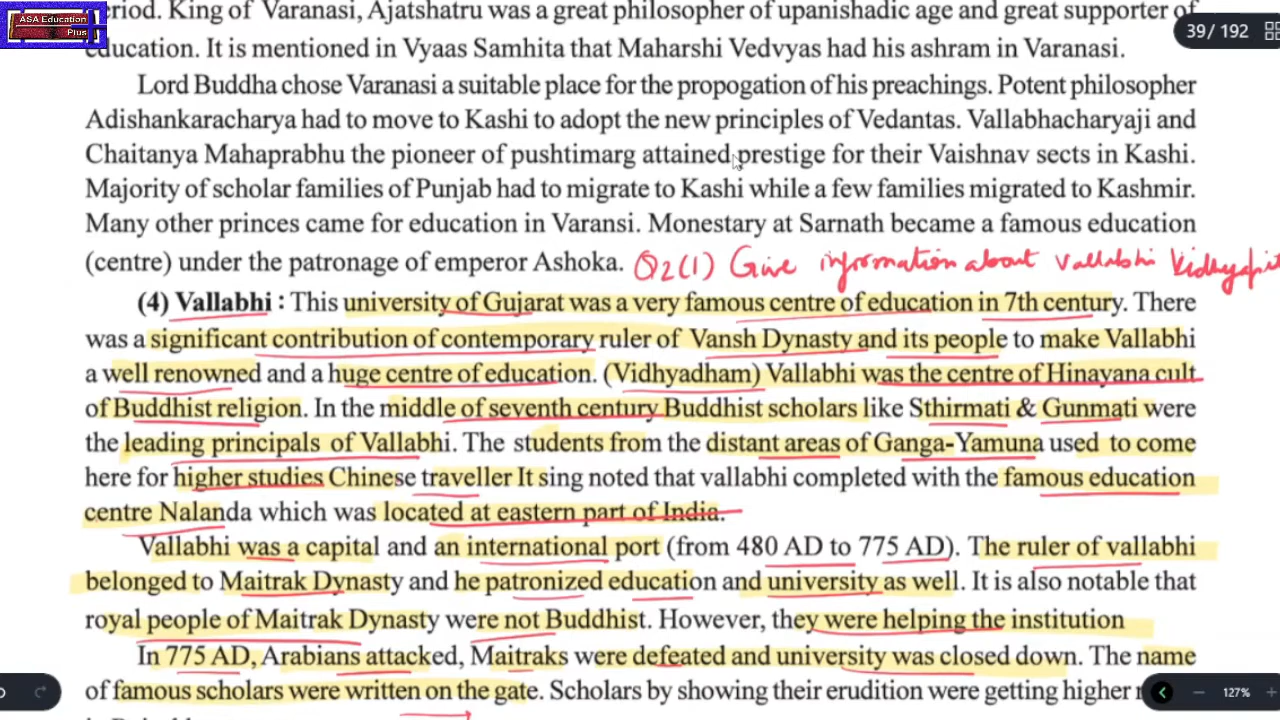 ASA Education
Plus
period. King of Varanasi, Ajatshatru was a great philosopher of upanishadic age and great supporter of
education. It is mentioned in Vyaas Samhita that Maharshi Vedvyas had his ashram in Varanasi.
39/ 192
Lord Buddha chose Varanasi a suitable place for the propogation of his preachings. Potent philosopher
Adishankaracharya had to move to Kashi to adopt the new principles of Vedantas. Vallabhacharyaji and
Chaitanya Mahaprabhu the pioneer of pushtimarg attained prestige for their Vaishnav sects in Kashi.
Majority of scholar families of Punjab had to migrate to Kashi while a few families migrated to Kashmir.
Many other princes came for education in Varansi. Monestary at Sarnath became a famous education
(centre) under the patronage of emperor Ashoka. Q2(1) Give information about Vallabhi
(4) Vallabhi : This university of Gujarat was a very famous centre of education in 7th century. There
was a significant contribution of contemporary ruler of Vansh Dynasty and its people to make Vallabhi
a well renowned and a huge centre of education. (Vidhyadham) Vallabhi was the centre of Hinayana cult
of Buddhist religion. In the middle of seventh century Buddhist scholars like Sthirmati & Gunmati were
the leading principals of Vallabhi. The students from the distant areas of Ganga-Yamuna used to come
here for higher studies Chinese traveller It sing noted that vallabhi completed with the famous education
centre Nalanda which was located at eastern part of India.
Vallabhi was a capital and an international port (from 480 AD to 775 AD). The ruler of vallabhi
belonged to Maitrak Dynasty and he patronized education and university as well. It is also notable that
royal people of Maitrak Dynasty were not Buddhist. However, they were helping the institution
In 775 AD, Arabians attacked, Maitraks were defeated and university was closed down. The name
of famous scholars were written on the gate. Scholars by showing their erudition were getting higher
127%